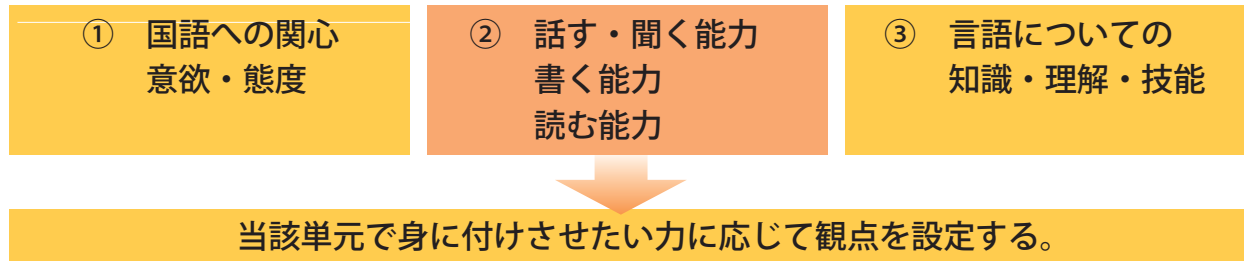 ① 国語への関心
意欲・態度
② 話す・聞く能力
書く能力
読む能力
③ 言語についての
知識・理解・技能
当該単元で身に付けさせたい力に応じて観点を設定する。